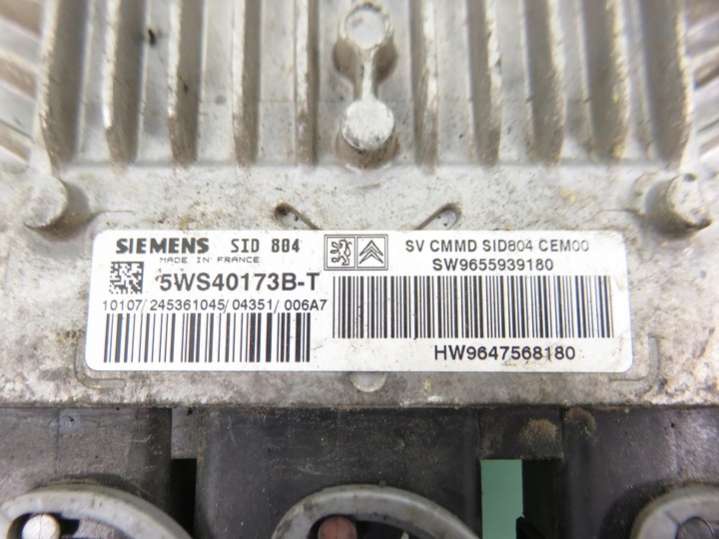 SIEMENS SID 804
MADE IN FRANCE
5WS40173B-T
10107/245361045/04351/006A7
SV CMMD SID804 CEM00
SW9655939180
HW9647568180